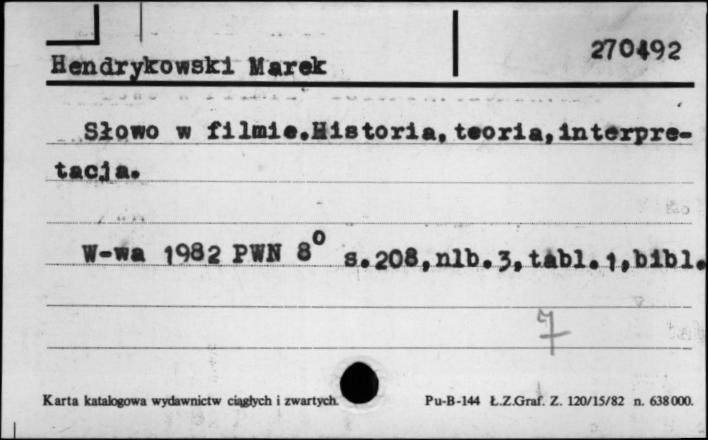 Hendrykowski Marek 270492
Słowo w filmie.Historia,teoria,interpre-
tacja.
W-wa 1982 PWN 8⁰ s.208,nlb.3,tabl.1,bibl.
7
Karta katalogowa wydawnictw ciągłych i zwartych. Pu-B-144 Ł.Z.Graf. Z. 120/15/82 n. 638000.